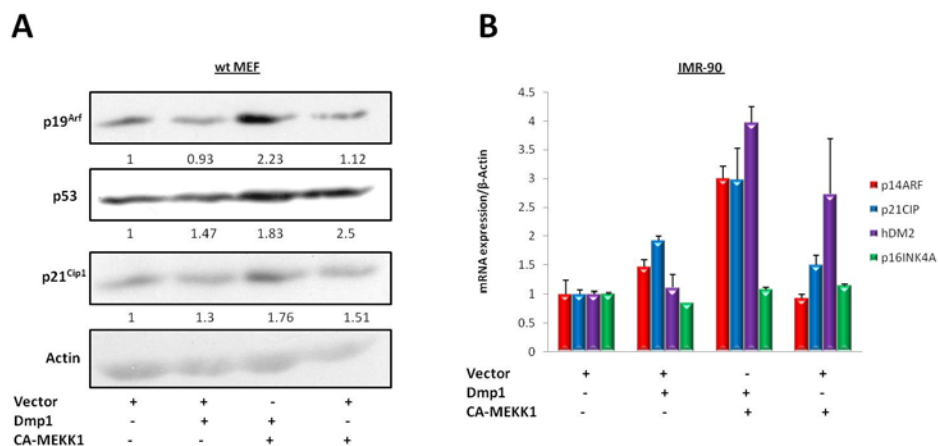 A
wt MEF
p19Arf
1 0.93 2.23 1.12
p53
1 1.47 1.83 2.5
p21Cip1
1 1.3 1.76 1.51
Actin
Vector + + - +
Dmp1 - + + -
CA-MEKK1 - - + +
B
IMR-90
mRNA expression/β-Actin
4.5
4
3.5
3
2.5
2
1.5
1
0.5
0
p14ARF
p21CIP
hDM2
p16INK4A
Vector + + - +
Dmp1 - + + -
CA-MEKK1 - - + +